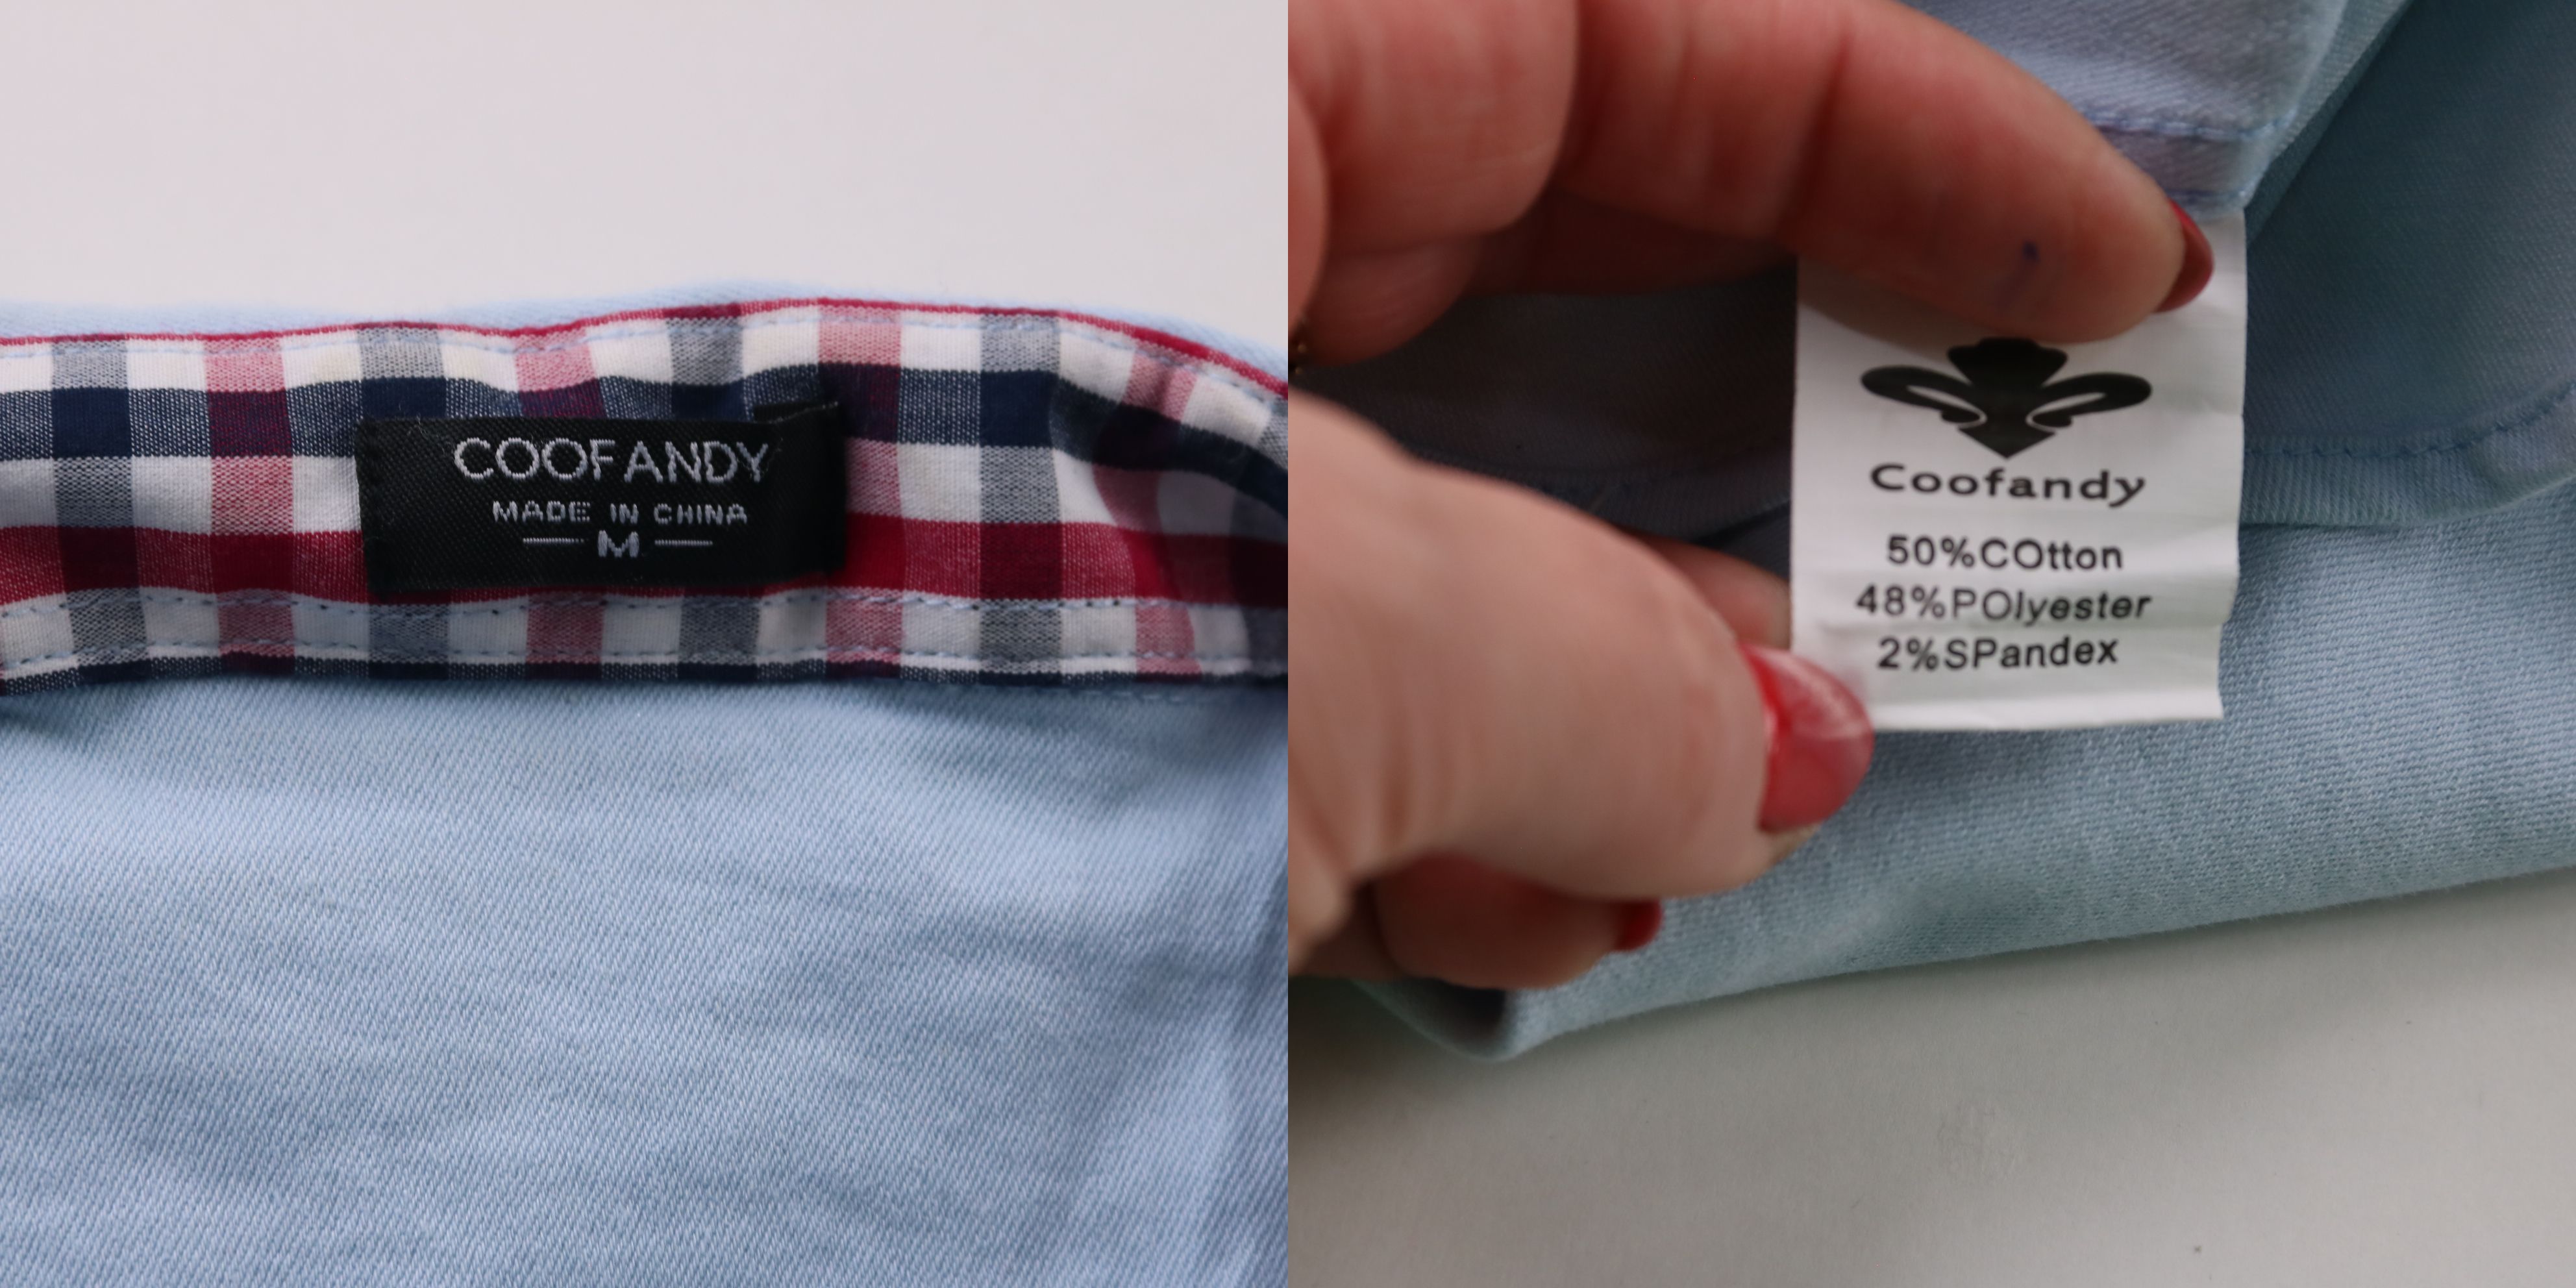 COOFANDY
MADE IN CHINA
M
Coofandy
50%COtton
48%POlyester
2%SPandex